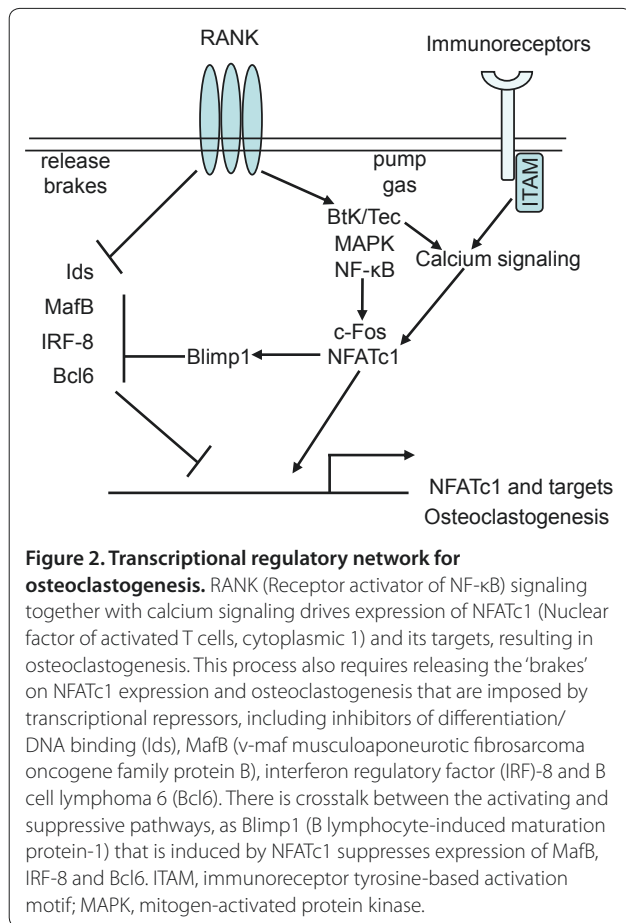 RANK
Immunoreceptors
release
brakes
pump
gas
ITAM
BtK/Tec
MAPK
NF-κB
Calcium signaling
Ids
MafB
IRF-8
Bcl6
Blimp1
c-Fos
NFATc1
NFATc1 and targets
Osteoclastogenesis
Figure 2. Transcriptional regulatory network for
osteoclastogenesis. RANK (Receptor activator of NF-κB) signaling
together with calcium signaling drives expression of NFATc1 (Nuclear
factor of activated T cells, cytoplasmic 1) and its targets, resulting in
osteoclastogenesis. This process also requires releasing the 'brakes'
on NFATc1 expression and osteoclastogenesis that are imposed by
transcriptional repressors, including inhibitors of differentiation/
DNA binding (Ids), MafB (v-maf musculoaponeurotic fibrosarcoma
oncogene family protein B), interferon regulatory factor (IRF)-8 and B
cell lymphoma 6 (Bcl6). There is crosstalk between the activating and
suppressive pathways, as Blimp1 (B lymphocyte-induced maturation
protein-1) that is induced by NFATc1 suppresses expression of MafB,
IRF-8 and Bcl6. ITAM, immunoreceptor tyrosine-based activation
motif; MAPK, mitogen-activated protein kinase.